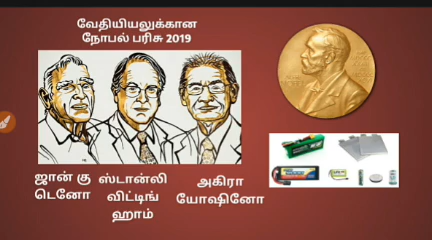 வேதியியலுக்கான
நோபல் பரிசு 2019
ஜான் கு
டெனோ
ஸ்டான்லி
விட்டிங்
ஹாம்
அகிரா
யோஷினோ